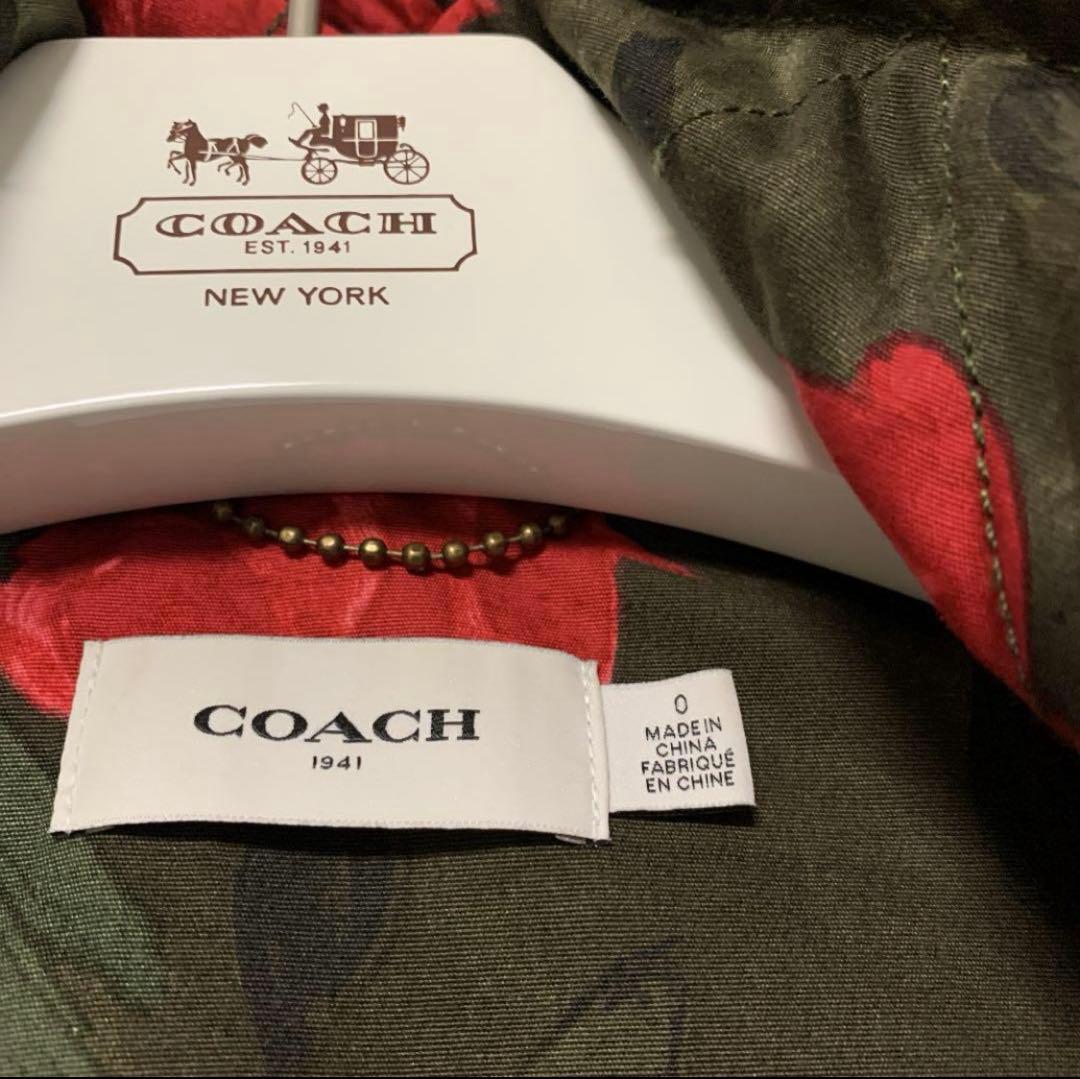 COACH
EST. 1941
NEW YORK
COACH
1941
0
MADE IN
CHINA
FABRIQUÉ
EN CHINE